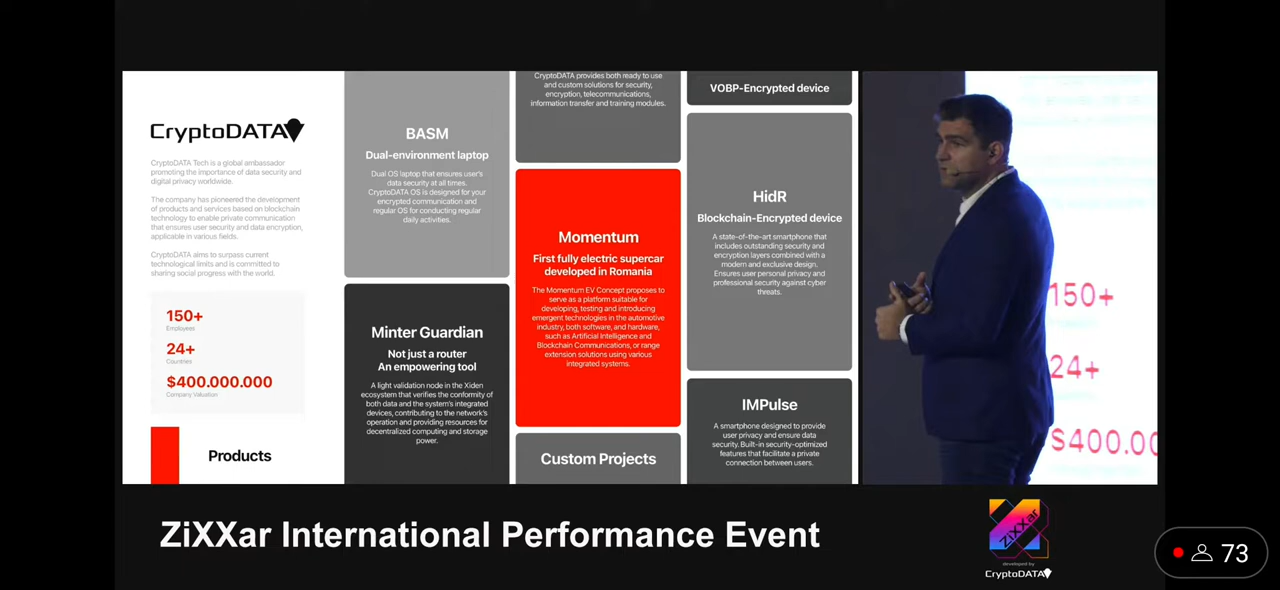 CryptoDATA
CryptoDATA Tech is a global ambassador
promoting the importance of data security and
digital privacy worldwide.
The company has pioneered the development
of products and services based on blockchain
technology to enable private communication
that ensures user security and data encryption,
applicable in various fields.
CryptoDATA aims to surpass current
technological limits and is committed to
sharing social progress with the world.
150+
Employees
24+
Countries
$400.000.000
Company Valuation
Products
BASM
Dual-environment laptop
Dual OS laptop that ensures user's
data security at all times.
CryptoDATA OS is designed for your
encrypted communication and
regular OS for conducting regular
daily activities.
Minter Guardian
Not just a router
An empowering tool
A light validation node in the Xiden
ecosystem that verifies the conformity of
both data and the system's integrated
devices, contributing to the network's
operation and providing resources for
decentralized computing and storage
power.
CryptoDATA provides both ready to use
and custom solutions for security,
encryption, telecommunications,
information transfer and training modules.
Momentum
First fully electric supercar
developed in Romania
The Momentum EV Concept proposes to
serve as a platform suitable for
developing, testing and introducing
emergent technologies in the automotive
industry, both software, and hardware,
such as Artificial Intelligence and
Blockchain Communications, or range
extension solutions using various
integrated systems.
Custom Projects
VOBP-Encrypted device
HidR
Blockchain-Encrypted device
A state-of-the-art smartphone that
includes outstanding security and
encryption layers combined with a
modern and exclusive design.
Ensures user personal privacy and
professional security against cyber
threats.
IMPulse
A smartphone designed to provide
user privacy and ensure data
security. Built-in security-optimized
features that facilitate a private
connection between users.
150+
24+
$400.00
ZiXXar International Performance Event
ZiXXar
developed by
CryptoDATA
73